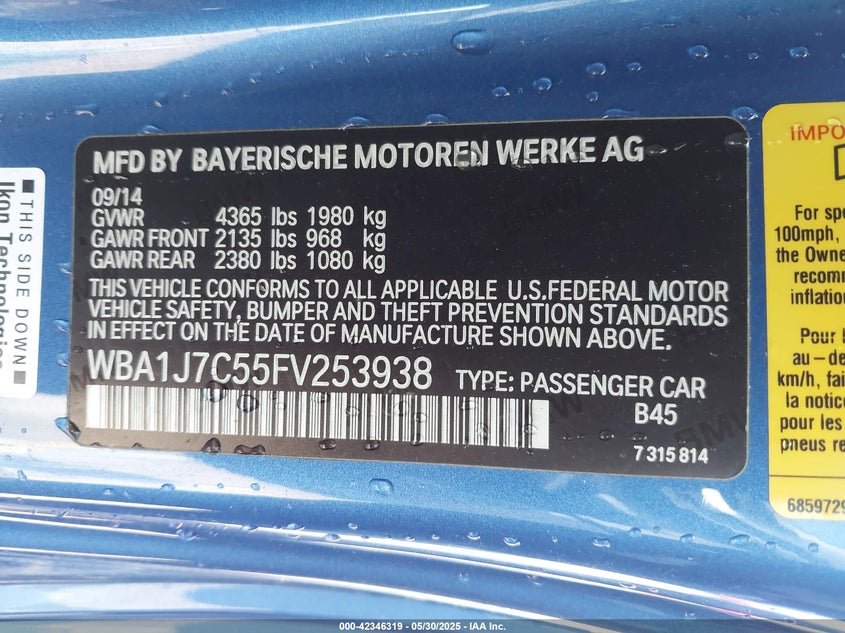 MFD BY BAYERISCHE MOTOREN WERKE AG
09/14
GVWR 4365 lbs 1980 kg
GAWR FRONT 2135 lbs 968 kg
GAWR REAR 2380 lbs 1080 kg
THIS VEHICLE CONFORMS TO ALL APPLICABLE U.S.FEDERAL MOTOR
VEHICLE SAFETY, BUMPER AND THEFT PREVENTION STANDARDS
IN EFFECT ON THE DATE OF MANUFACTURE SHOWN ABOVE.
WBA1J7C55FV253938 TYPE: PASSENGER CAR
B45
7 315 814
THIS SIDE DOWN
Ikon Technologies
IMPO
For spe
100mph,
the Owne
recomm
inflation
Pour l
au-de
km/h, fai
la notice
pour les
pneus re
6859729
000-42346319 - 05/30/2025 - IAA Inc.